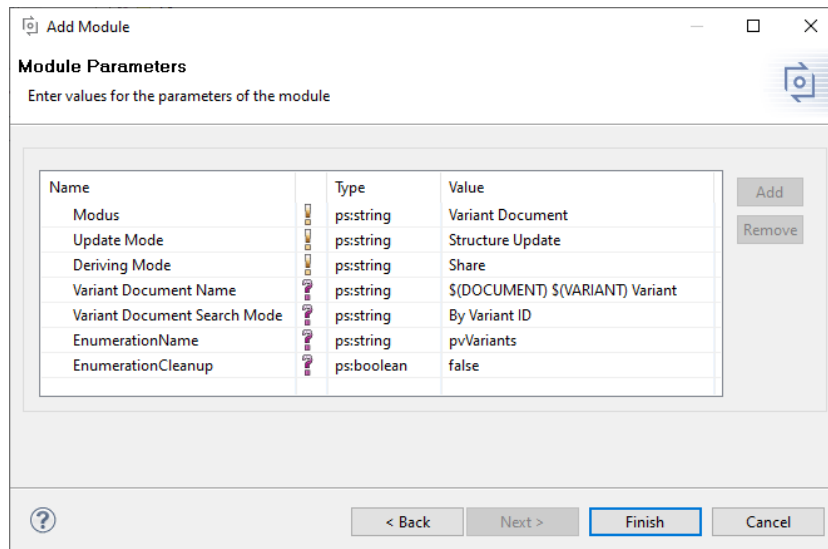 Add Module
Module Parameters
Enter values for the parameters of the module
Name Type Value
Modus ps:string Variant Document
Update Mode ps:string Structure Update
Deriving Mode ps:string Share
Variant Document Name ps:string $(DOCUMENT) $(VARIANT) Variant
Variant Document Search Mode ps:string By Variant ID
EnumerationName ps:string pvVariants
EnumerationCleanup ps:boolean false
Add
Remove
< Back Next > Finish Cancel